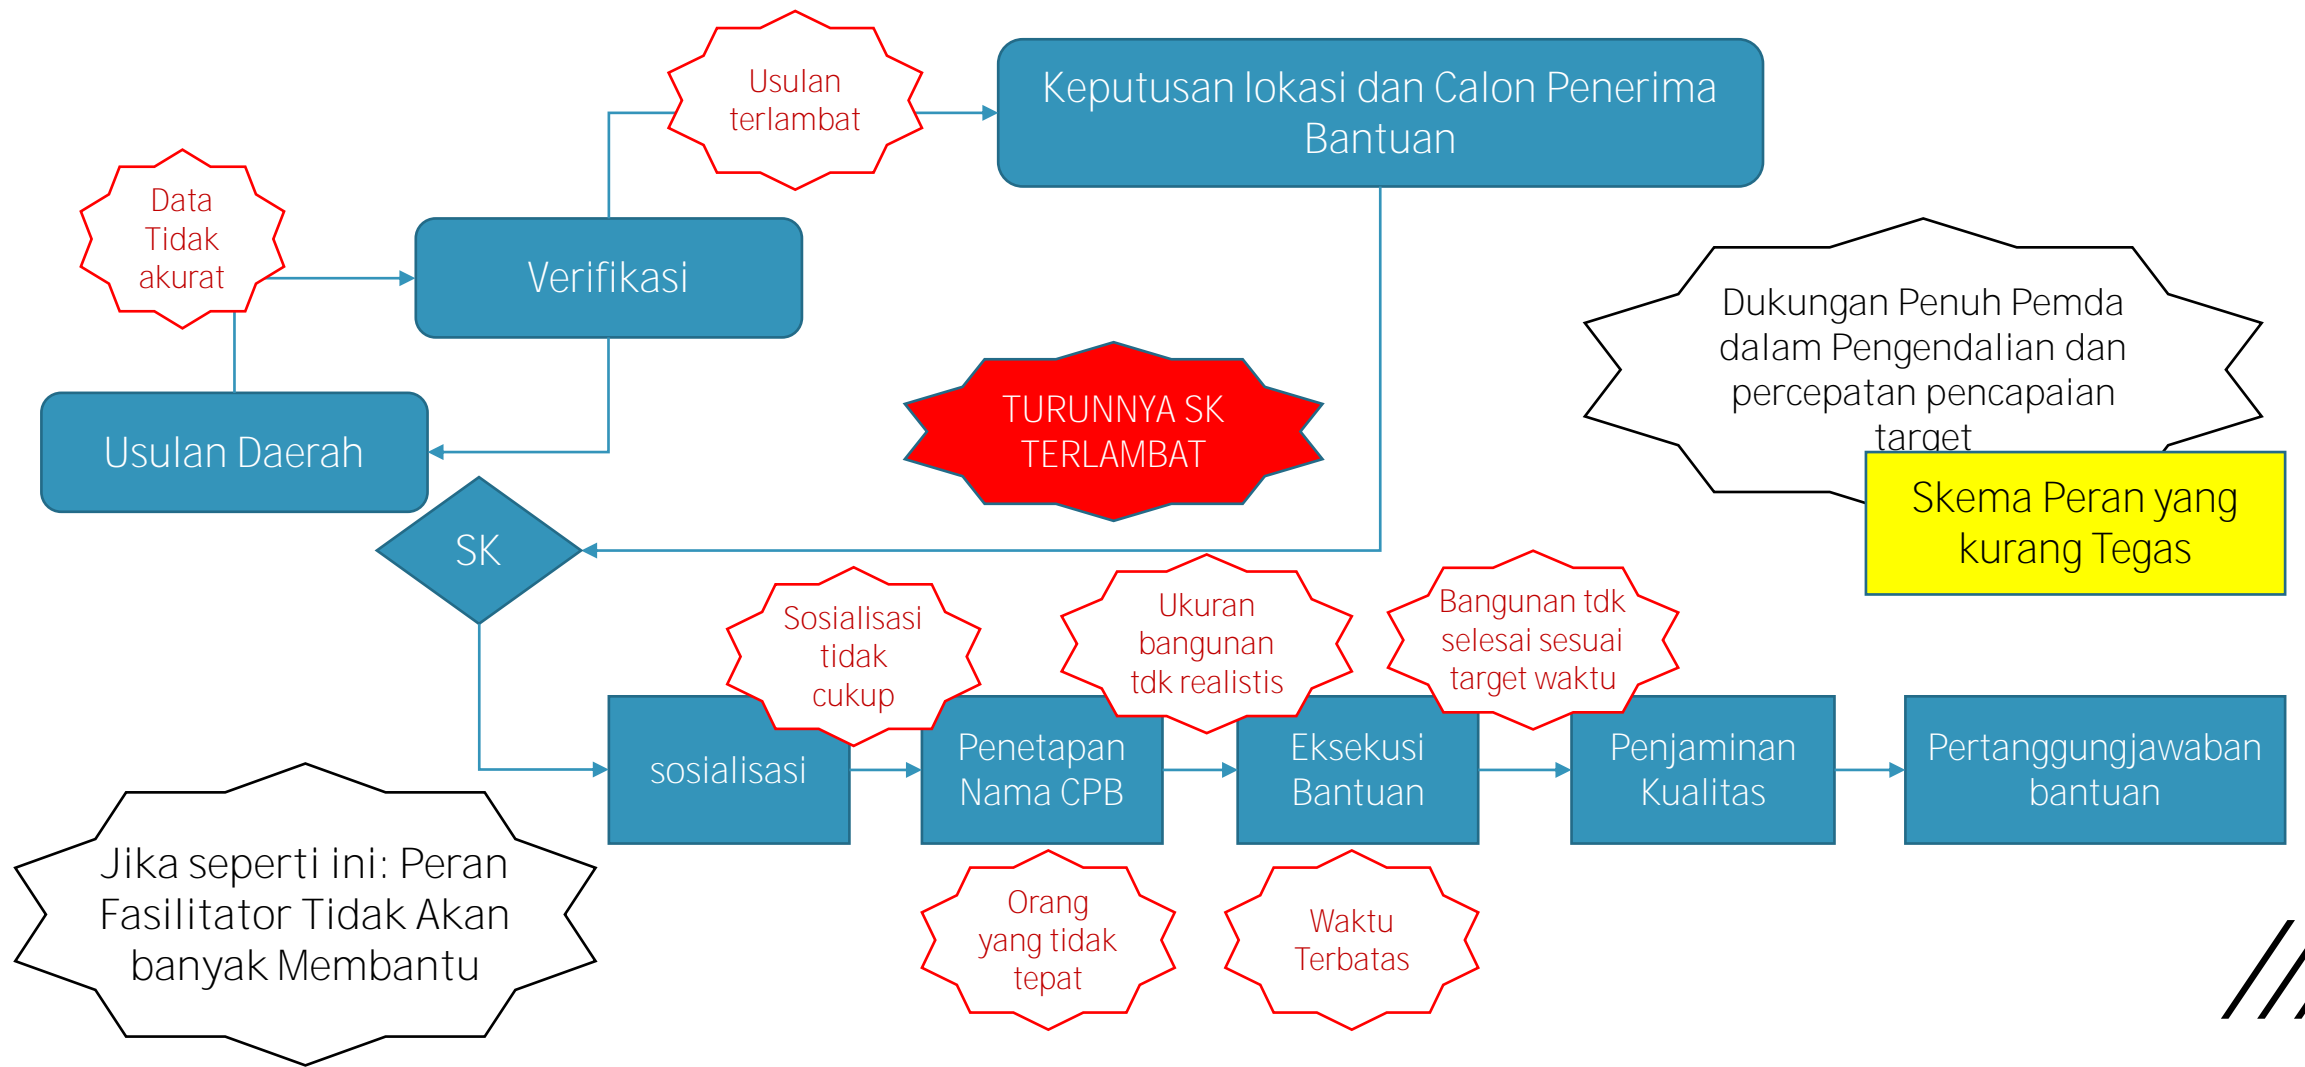 Usulan
terlambat
Keputusan lokasi dan Calon Penerima
Bantuan
Data
Tidak
akurat
Verifikasi
Usulan Daerah
TURUNNYA SK
TERLAMBAT
Dukungan Penuh Pemda
dalam Pengendalian dan
percepatan pencapaian
target
Skema Peran yang
kurang Tegas
SK
Sosialisasi
tidak
cukup
Ukuran
bangunan
tdk realistis
Bangunan tdk
selesai sesuai
target waktu
sosialisasi
Penetapan
Nama CPB
Eksekusi
Bantuan
Penjaminan
Kualitas
Pertanggungjawaban
bantuan
Jika seperti ini: Peran
Fasilitator Tidak Akan
banyak Membantu
Orang
yang tidak
tepat
Waktu
Terbatas